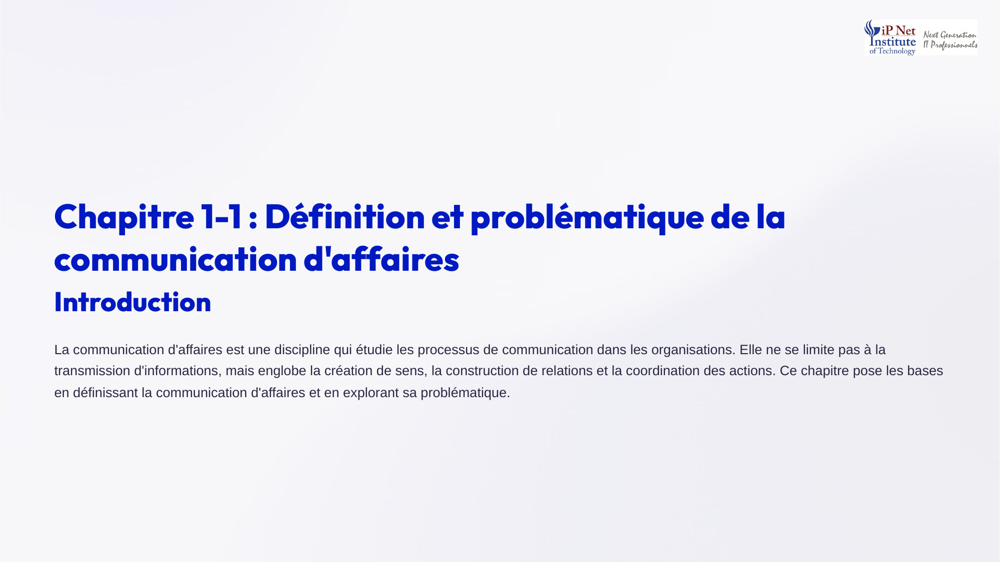 iP Net
Institute
of Technology
Next Generation
IT Professionnels
Chapitre 1-1 : Définition et problématique de la
communication d'affaires
Introduction
La communication d'affaires est une discipline qui étudie les processus de communication dans les organisations. Elle ne se limite pas à la
transmission d'informations, mais englobe la création de sens, la construction de relations et la coordination des actions. Ce chapitre pose les bases
en définissant la communication d'affaires et en explorant sa problématique.